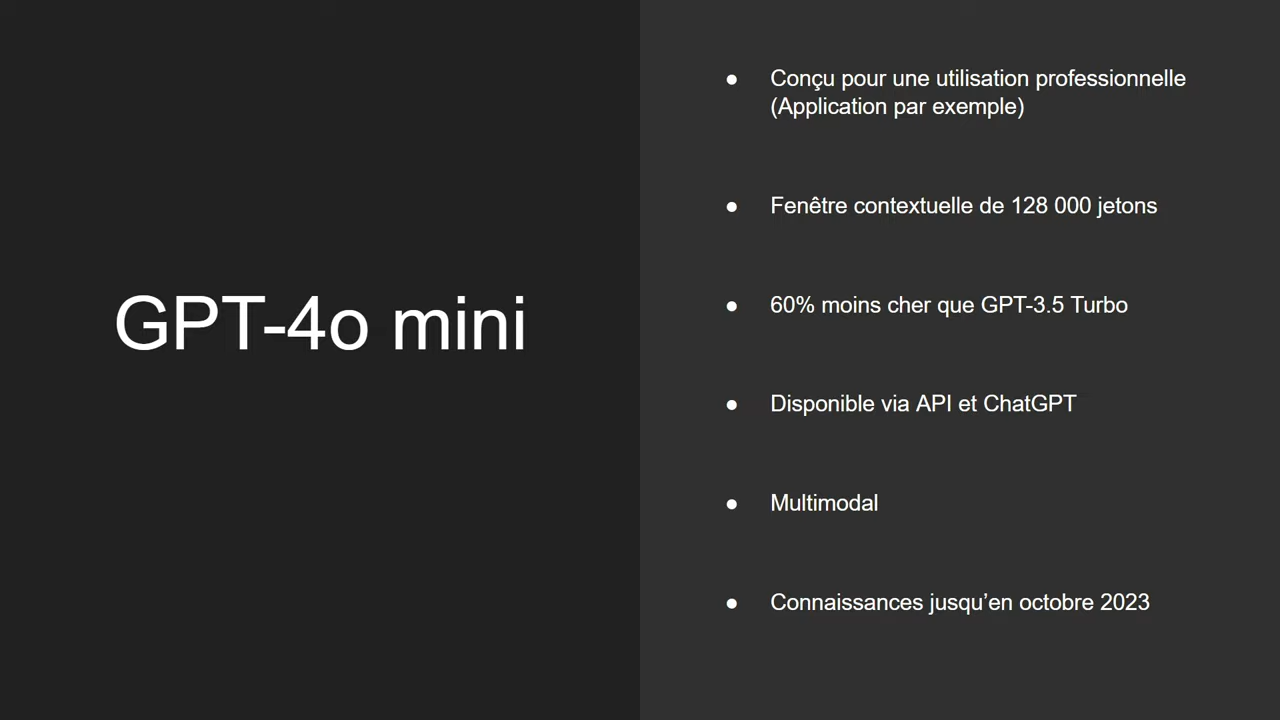 GPT-4o mini
● Conçu pour une utilisation professionnelle
(Application par exemple)
● Fenêtre contextuelle de 128 000 jetons
● 60% moins cher que GPT-3.5 Turbo
● Disponible via API et ChatGPT
● Multimodal
● Connaissances jusqu’en octobre 2023